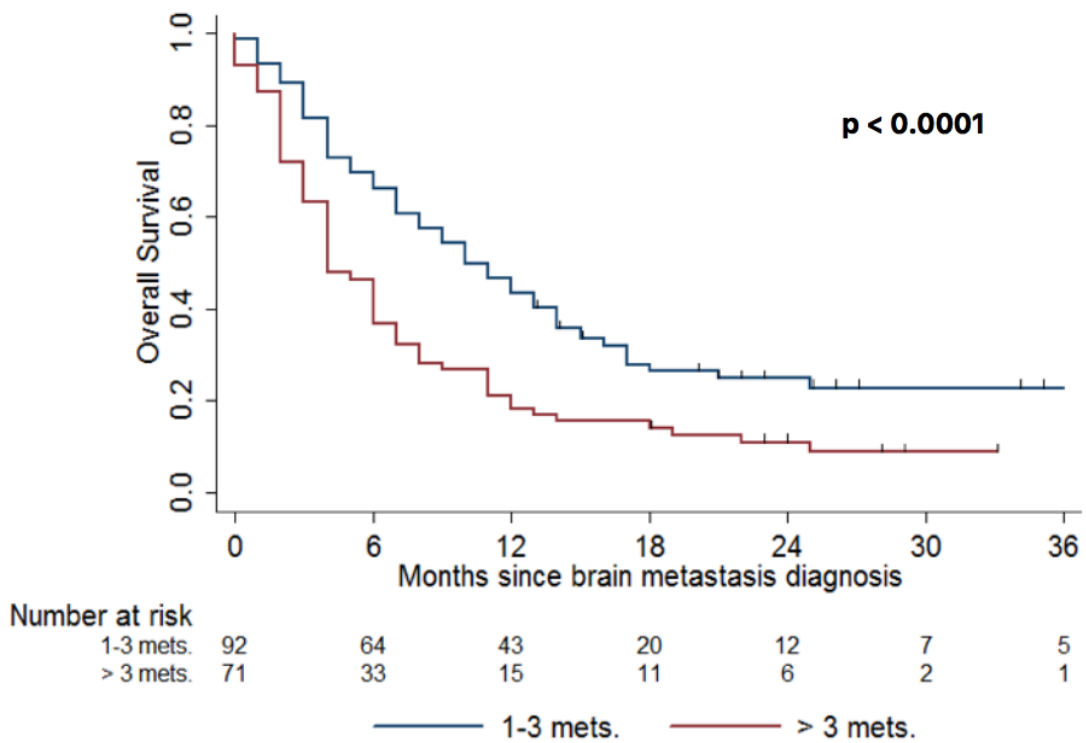 p < 0.0001
Overall Survival
1.0
0.8
0.6
0.4
0.2
0.0
0 6 12 18 24 30 36
Months since brain metastasis diagnosis
Number at risk
1-3 mets. 92 64 43 20 12 7 5
> 3 mets. 71 33 15 11 6 2 1
1-3 mets. > 3 mets.